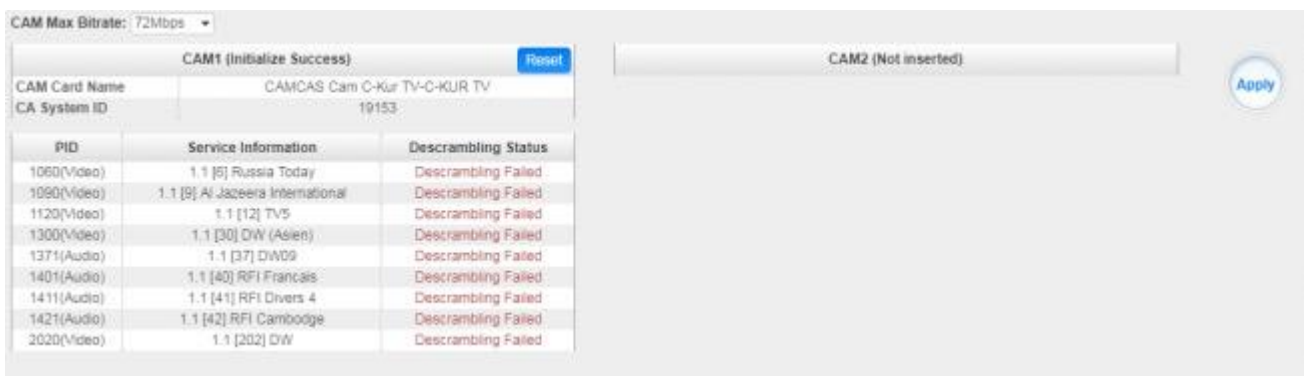 CAM Max Bitrate: 72Mbps
CAM1 (Initialize Success) Reset
CAM Card Name CAMCAS Cam C-Kur TV-C-KUR TV
CA System ID 19153
PID Service Information Descrambling Status
1060(Video) 1.1 [6] Russia Today Descrambling Failed
1090(Video) 1.1 [9] Al Jazeera International Descrambling Failed
1120(Video) 1.1 [12] TV5 Descrambling Failed
1300(Video) 1.1 [30] DW (Asien) Descrambling Failed
1371(Audio) 1.1 [37] DW09 Descrambling Failed
1401(Audio) 1.1 [40] RFI Francais Descrambling Failed
1411(Audio) 1.1 [41] RFI Divers 4 Descrambling Failed
1421(Audio) 1.1 [42] RFI Cambodge Descrambling Failed
2020(Video) 1.1 [202] DW Descrambling Failed
CAM2 (Not inserted)
Apply